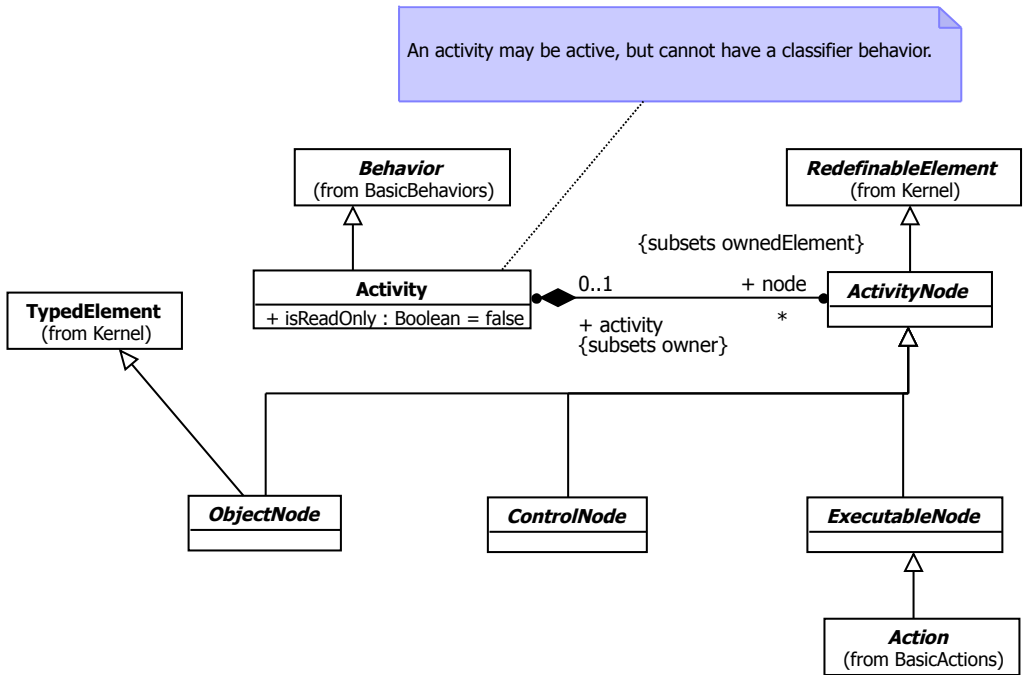 An activity may be active, but cannot have a classifier behavior.
Behavior
(from BasicBehaviors)
RedefinableElement
(from Kernel)
{subsets ownedElement}
Activity
+ isReadOnly : Boolean = false
0..1
+ node
ActivityNode
+ activity
*
{subsets owner}
TypedElement
(from Kernel)
ObjectNode
ControlNode
ExecutableNode
Action
(from BasicActions)